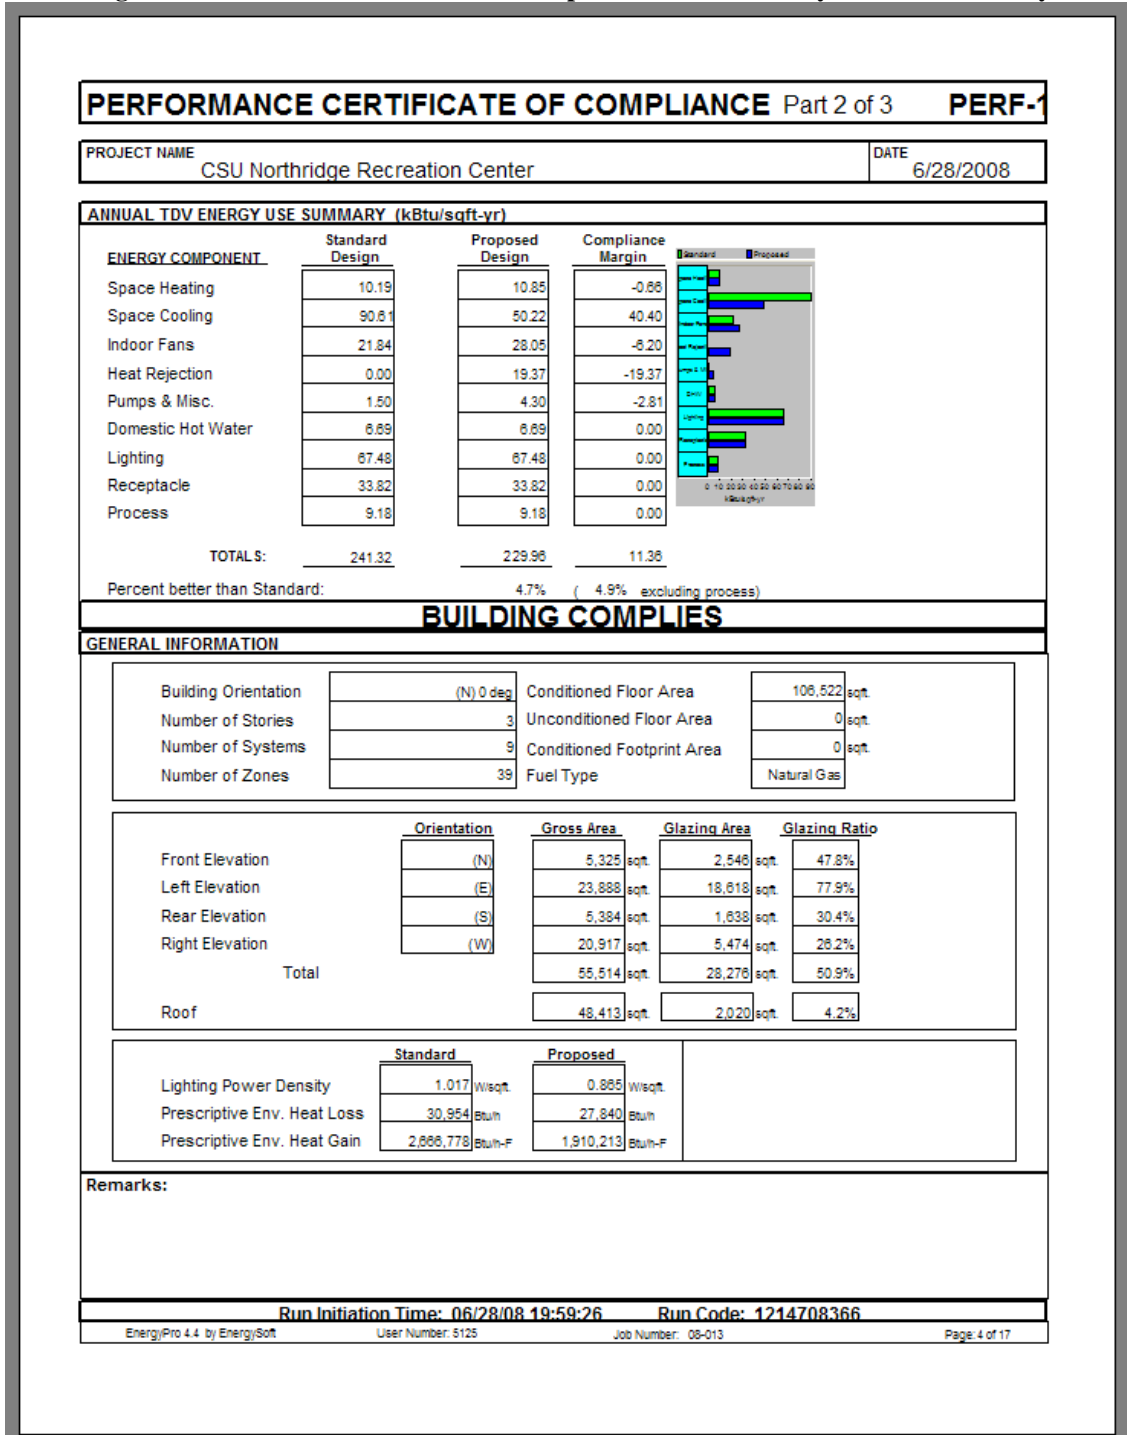 PERFORMANCE CERTIFICATE OF COMPLIANCE Part 2 of 3 PERF-1
PROJECT NAME DATE
CSU Northridge Recreation Center 6/28/2008
ANNUAL TDV ENERGY USE SUMMARY (kBtu/sqft-yr)
Standard Proposed Compliance
ENERGY COMPONENT Design Design Margin Standard Proposed
Space Heating 10.19 10.85 -0.66
Space Cooling 90.61 50.22 40.40
Indoor Fans 21.84 28.05 -6.20
Heat Rejection 0.00 19.37 -19.37
Pumps & Misc. 1.50 4.30 -2.81
Domestic Hot Water 6.69 6.69 0.00
Lighting 67.48 67.48 0.00
Receptacle 33.82 33.82 0.00
Process 9.18 9.18 0.00
0 10 20 30 40 50 60 70 80 90
kBtu/sqft-yr
TOTALS: 241.32 229.96 11.36
Percent better than Standard: 4.7% ( 4.9% excluding process)
BUILDING COMPLIES
GENERAL INFORMATION
Building Orientation (N) 0 deg Conditioned Floor Area 106,522 sqft.
Number of Stories 3 Unconditioned Floor Area 0 sqft.
Number of Systems 9 Conditioned Footprint Area 0 sqft.
Number of Zones 39 Fuel Type Natural Gas
Orientation Gross Area Glazing Area Glazing Ratio
Front Elevation (N) 5,325 sqft. 2,546 sqft. 47.8%
Left Elevation (E) 23,888 sqft. 18,618 sqft. 77.9%
Rear Elevation (S) 5,384 sqft. 1,638 sqft. 30.4%
Right Elevation (W) 20,917 sqft. 5,474 sqft. 26.2%
Total 55,514 sqft. 28,276 sqft. 50.9%
Roof 48,413 sqft. 2,020 sqft. 4.2%
Standard Proposed
Lighting Power Density 1.017 W/sqft. 0.865 W/sqft.
Prescriptive Env. Heat Loss 30,954 Btu/h 27,840 Btu/h
Prescriptive Env. Heat Gain 2,666,778 Btu/h-F 1,910,213 Btu/h-F
Remarks:
Run Initiation Time: 06/28/08 19:59:26 Run Code: 1214708366
EnergyPro 4.4 by EnergySoft User Number: 5125 Job Number: 08-013 Page: 4 of 17